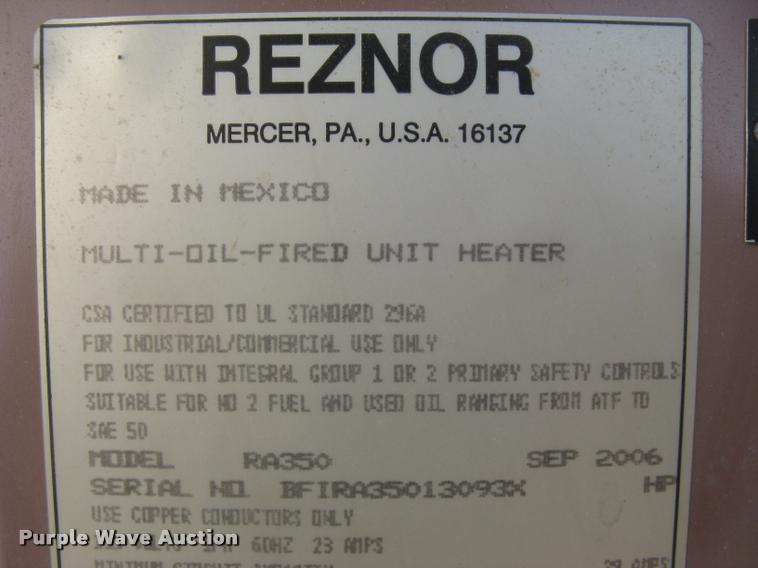 REZNOR
MERCER, PA., U.S.A. 16137
MADE IN MEXICO
MULTI-OIL-FIRED UNIT HEATER
CSA CERTIFIED TO UL STANDARD 296A
FOR INDUSTRIAL/COMMERCIAL USE ONLY
FOR USE WITH INTEGRAL GROUP 1 OR 2 PRIMARY SAFETY CONTROLS
SUITABLE FOR NO 2 FUEL AND USED OIL RANGING FROM ATF TO
SAE 50
MODEL RA350 SEP 2006
SERIAL NO. BFIRA35013093X HP
USE COPPER CONDUCTORS ONLY
60HZ 23 AMPS
Purple Wave Auction